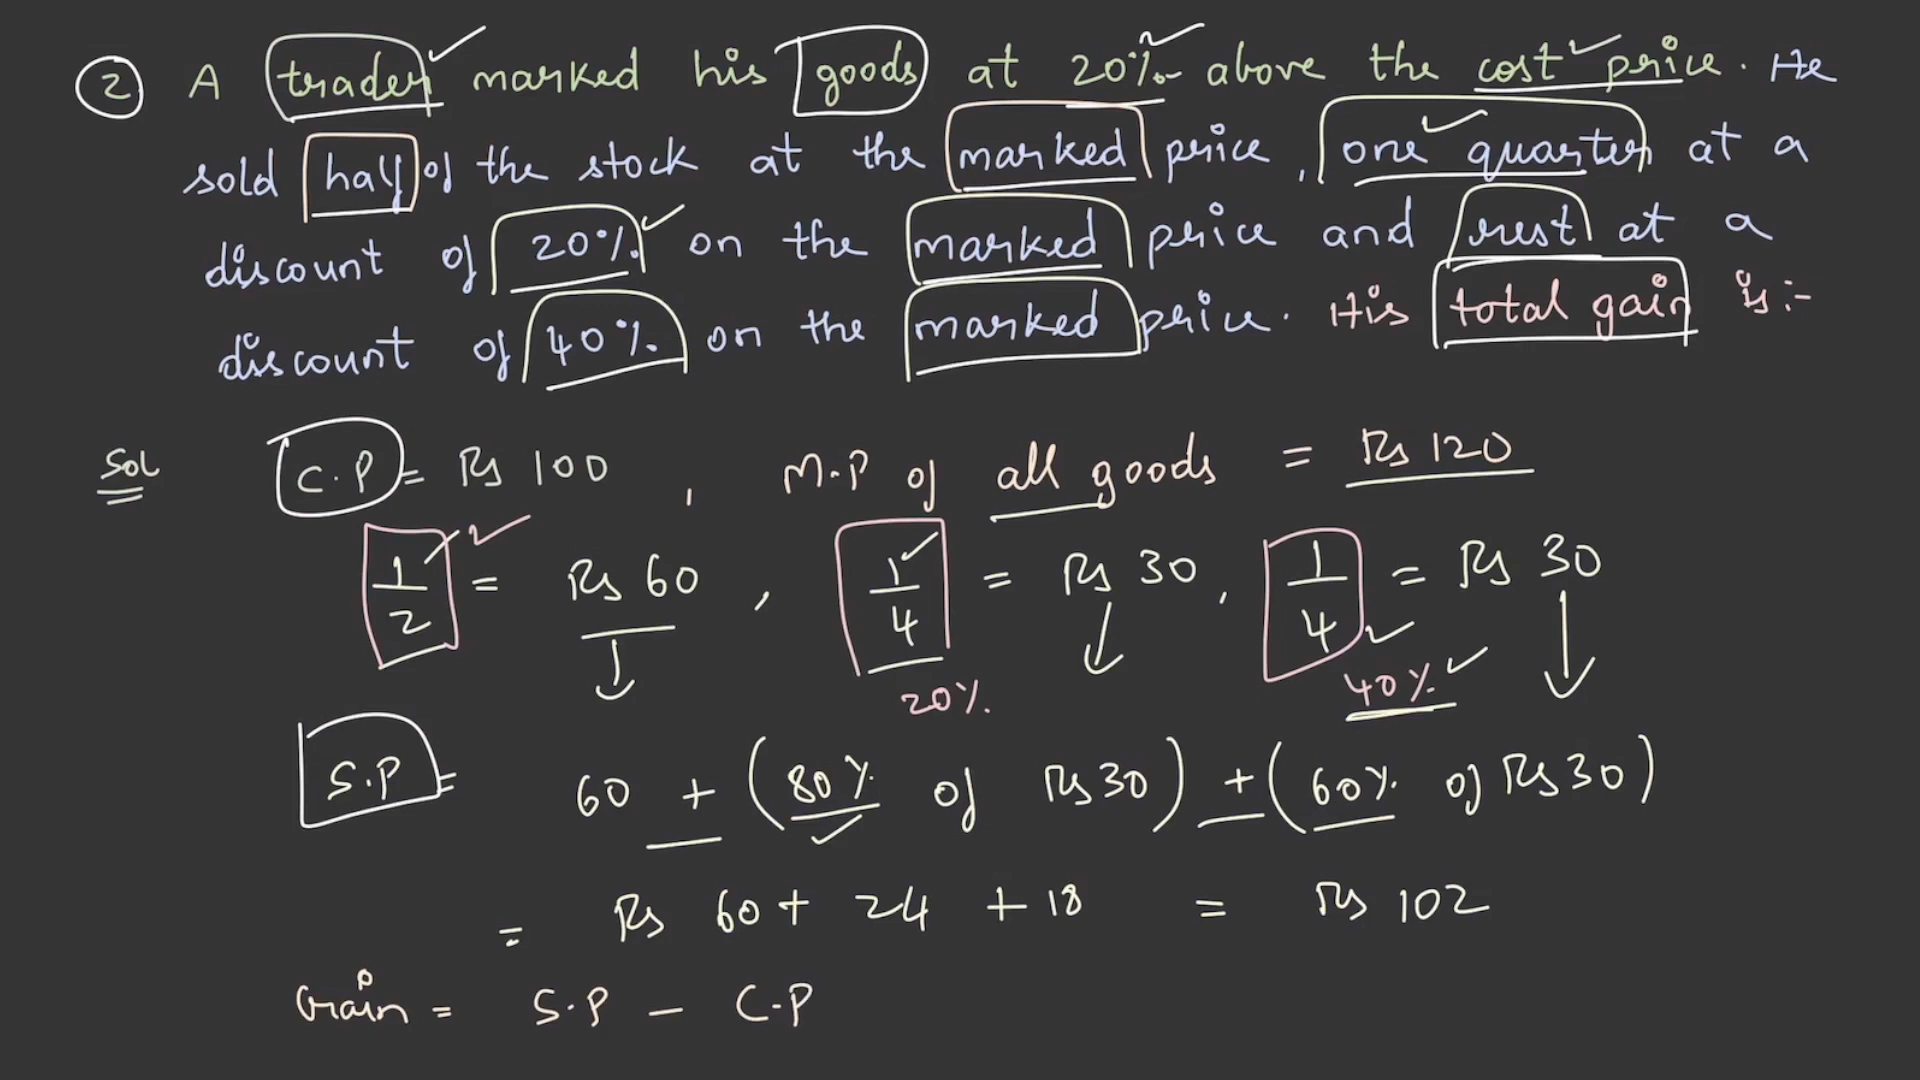 2 A trader marked his goods at 20% above the cost price. He
sold half of the stock at the marked price, one quarter at a
discount of 20% on the marked price and rest at a
discount of 40% on the marked price. His total gain is :-
Sol C.P = Rs 100, M.P of all goods = Rs 120
1/2 = Rs 60, 1/4 = Rs 30, 1/4 = Rs 30
20% 40%
S.P = 60 + (80% of Rs 30) + (60% of Rs 30)
= Rs 60 + 24 + 18 = Rs 102
Gain = S.P - C.P